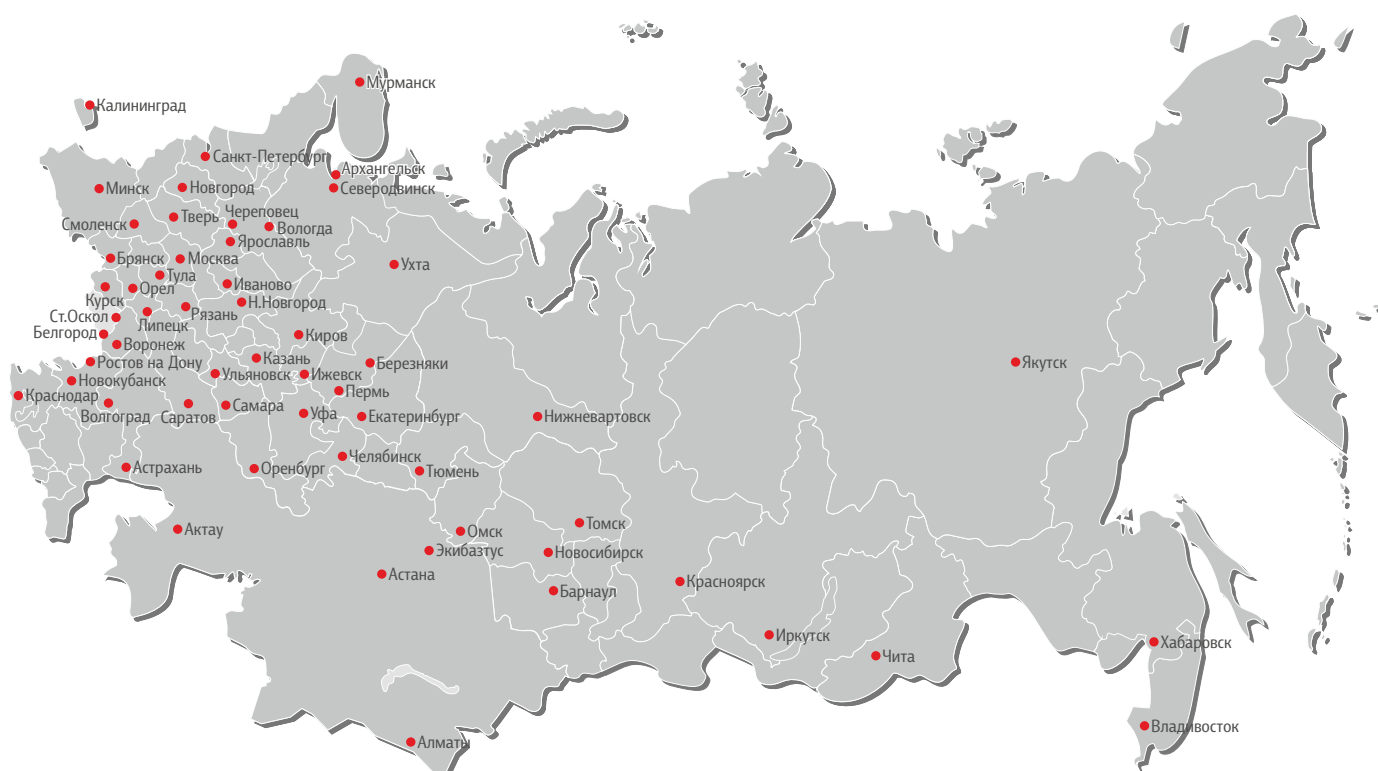 Мурманск
Калининград
Санкт-Петербург
Архангельск
Минск
Новгород
Северодвинск
Череповец
Тверь
Смоленск
Вологда
Ярославль
Брянск
Москва
Ухта
Тула
Иваново
Орел
Курск
Н.Новгород
Рязань
Ст.Оскол
Липецк
Белгород
Киров
Воронеж
Казань
Ростов на Дону
Березняки
Якутск
Ульяновск
Ижевск
Новокубанск
Пермь
Краснодар
Самара
Уфа
Волгоград
Саратов
Екатеринбург
Нижневартовск
Челябинск
Астрахань
Оренбург
Тюмень
Томск
Актау
Омск
Экибазтус
Новосибирск
Астана
Красноярск
Барнаул
Иркутск
Хабаровск
Чита
Владивосток
Алматы